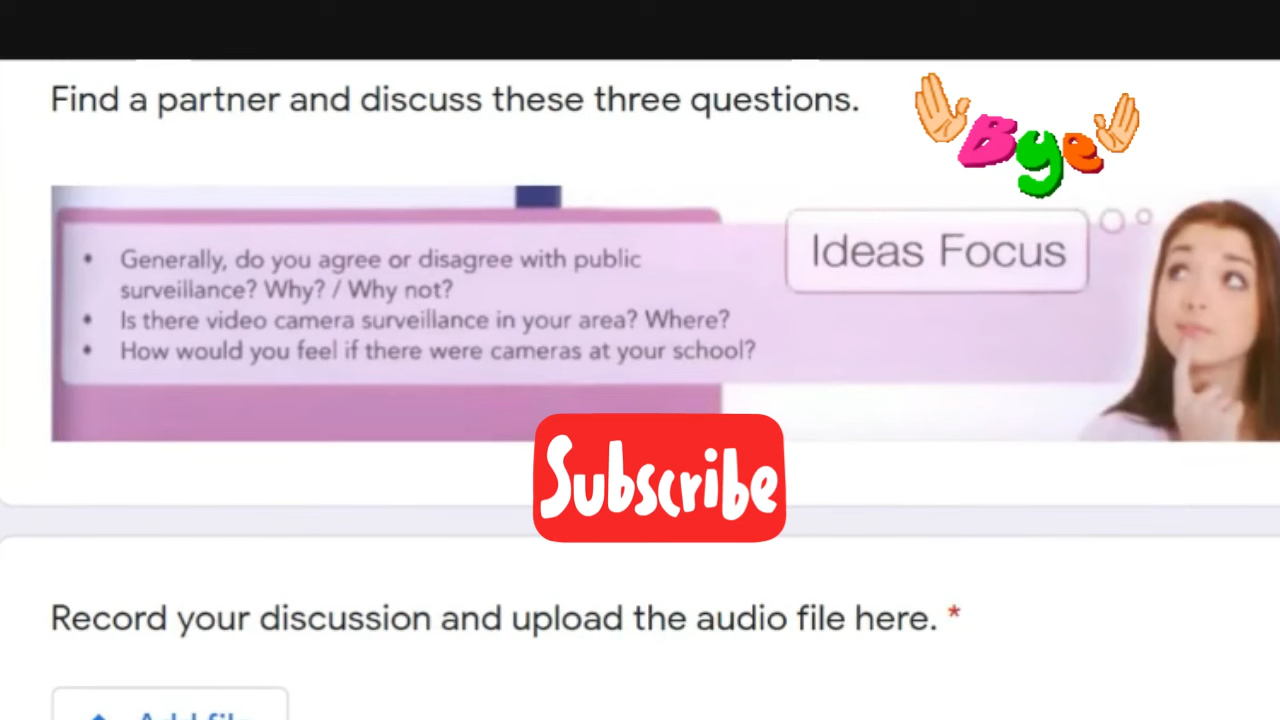 Find a partner and discuss these three questions.
Bye
Ideas Focus
• Generally, do you agree or disagree with public
surveillance? Why? / Why not?
• Is there video camera surveillance in your area? Where?
• How would you feel if there were cameras at your school?
Subscribe
Record your discussion and upload the audio file here. *
Add file